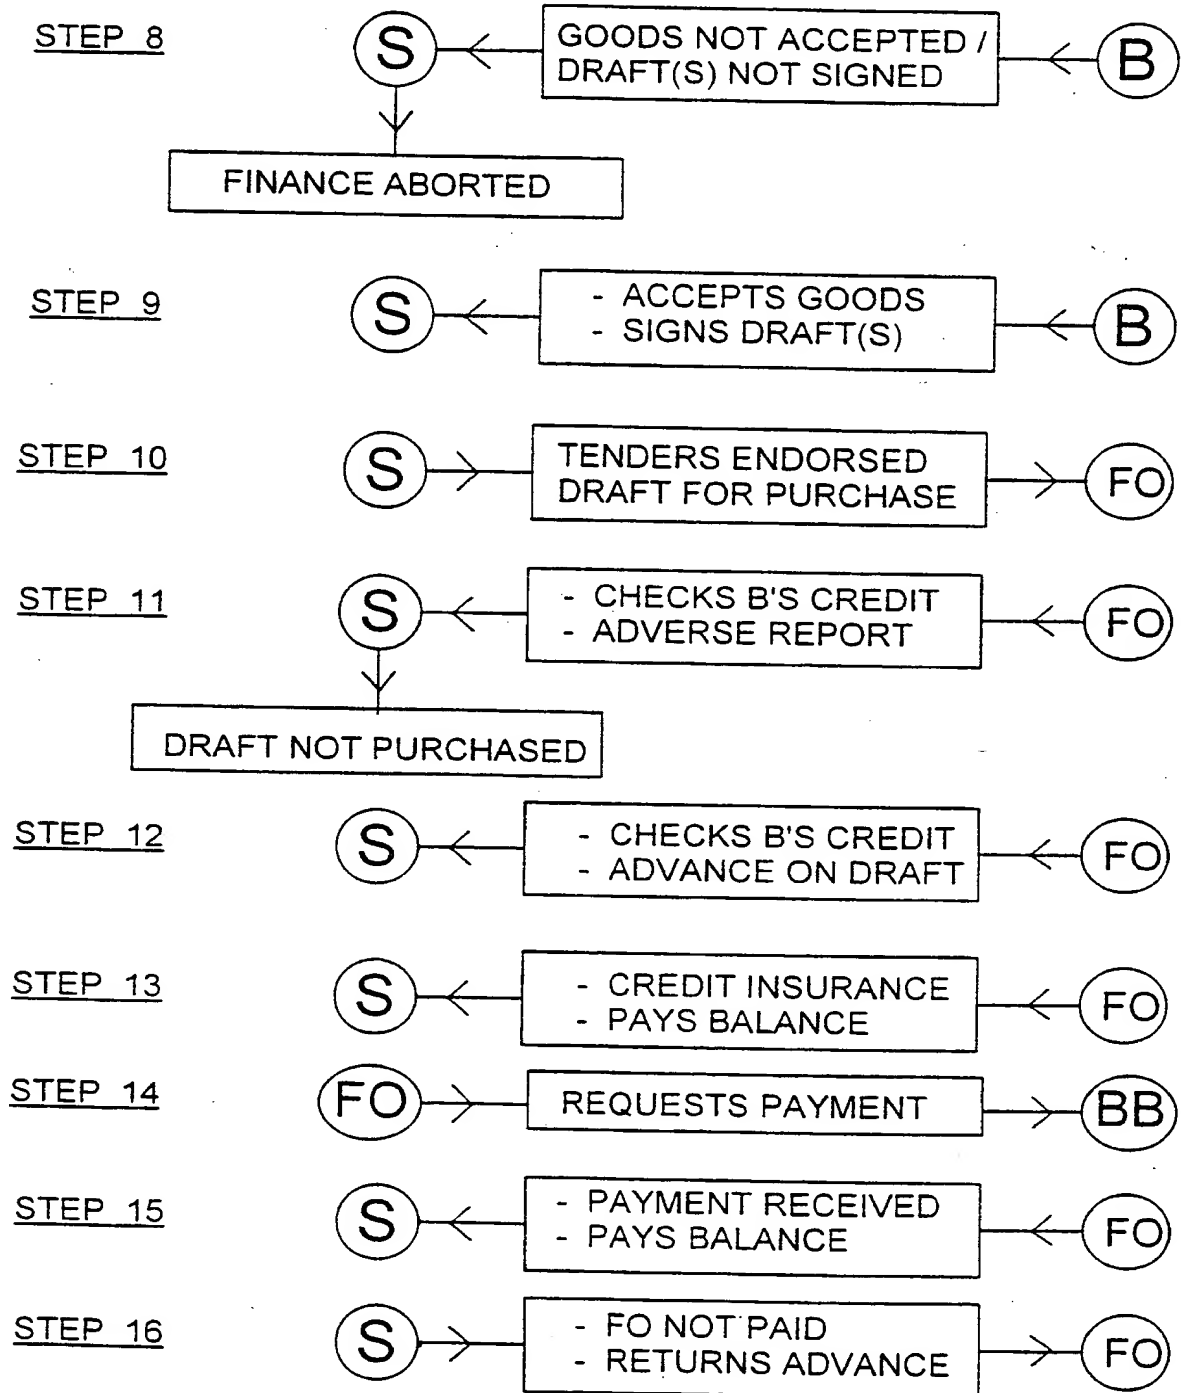 STEP 8
S
GOODS NOT ACCEPTED /
DRAFT(S) NOT SIGNED
B
FINANCE ABORTED
STEP 9
S
- ACCEPTS GOODS
- SIGNS DRAFT(S)
B
STEP 10
S
TENDERS ENDORSED
DRAFT FOR PURCHASE
FO
STEP 11
S
- CHECKS B'S CREDIT
- ADVERSE REPORT
FO
DRAFT NOT PURCHASED
STEP 12
S
- CHECKS B'S CREDIT
- ADVANCE ON DRAFT
FO
STEP 13
S
- CREDIT INSURANCE
- PAYS BALANCE
FO
STEP 14
FO
REQUESTS PAYMENT
BB
STEP 15
S
- PAYMENT RECEIVED
- PAYS BALANCE
FO
STEP 16
S
- FO NOT PAID
- RETURNS ADVANCE
FO